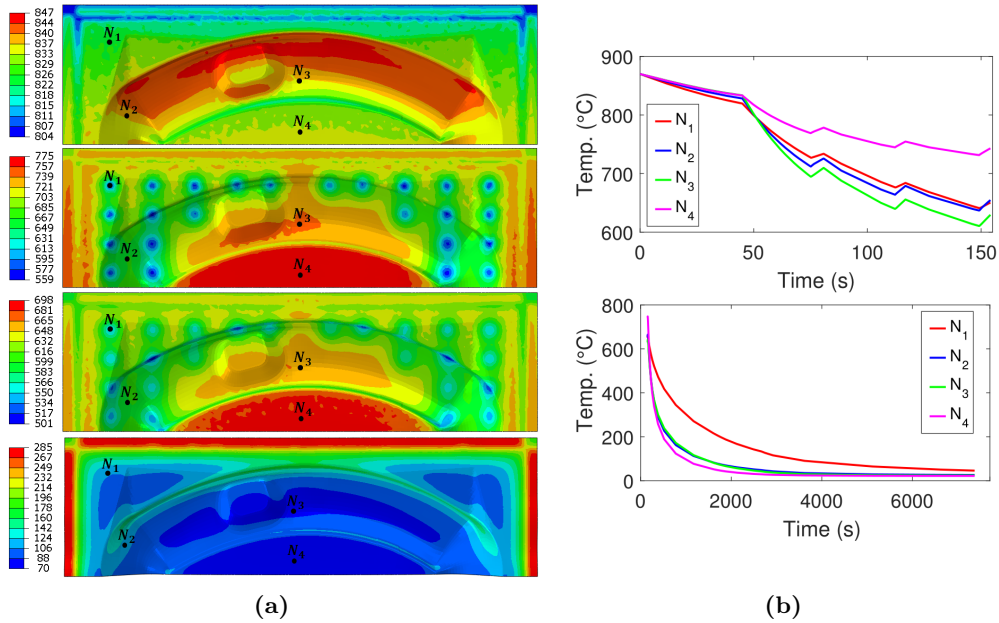 847
844
840
837
833
829
826
822
818
815
811
807
804
N1
N2
N3
N4
775
757
739
721
703
685
667
649
631
613
595
577
559
N1
N2
N3
N4
698
681
665
648
632
616
599
583
566
550
534
517
501
N1
N2
N3
N4
285
267
249
232
214
196
178
160
142
124
106
88
70
N1
N2
N3
N4
(a)
900
800
700
600
Temp. (°C)
N1
N2
N3
N4
0 50 100 150
Time (s)
800
600
400
200
0
Temp. (°C)
N1
N2
N3
N4
0 2000 4000 6000
Time (s)
(b)